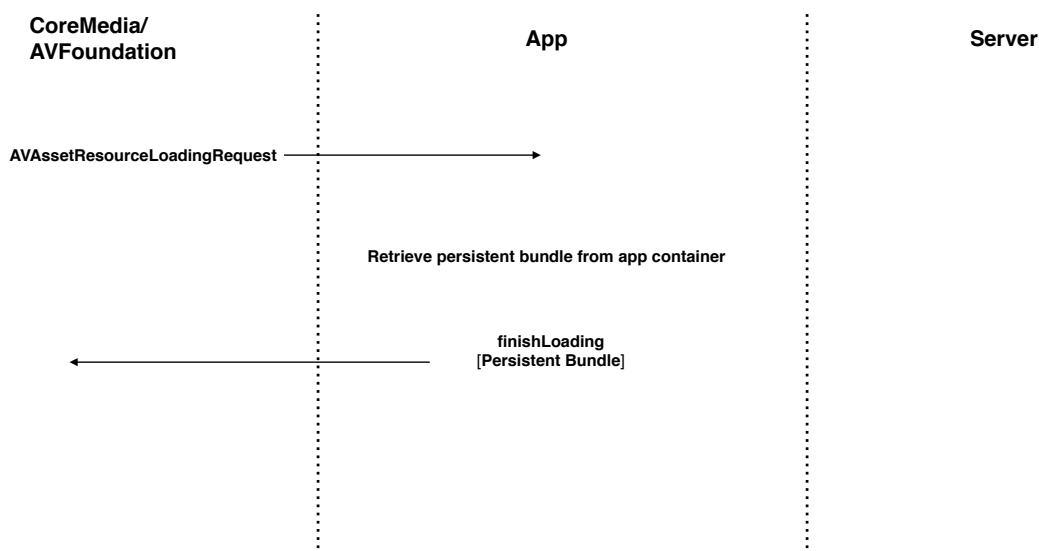 CoreMedia/
AVFoundation
App
Server
AVAssetResourceLoadingRequest
Retrieve persistent bundle from app container
finishLoading
[Persistent Bundle]